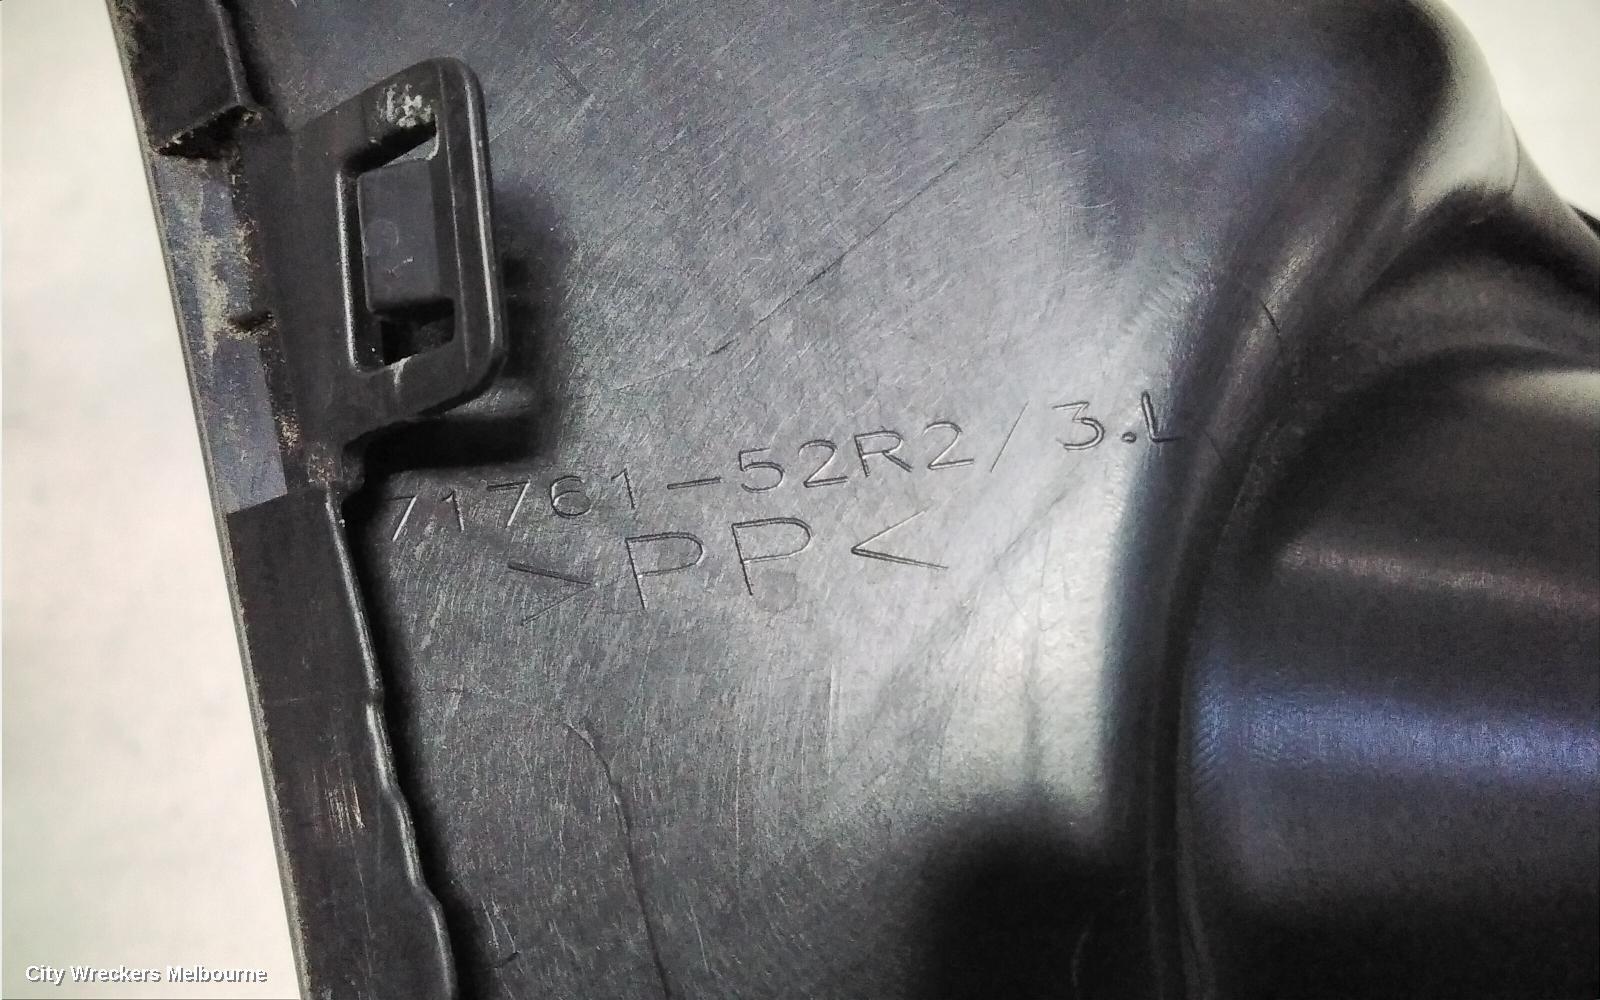 71761-52R2/3.L
>PP<
City Wreckers Melbourne